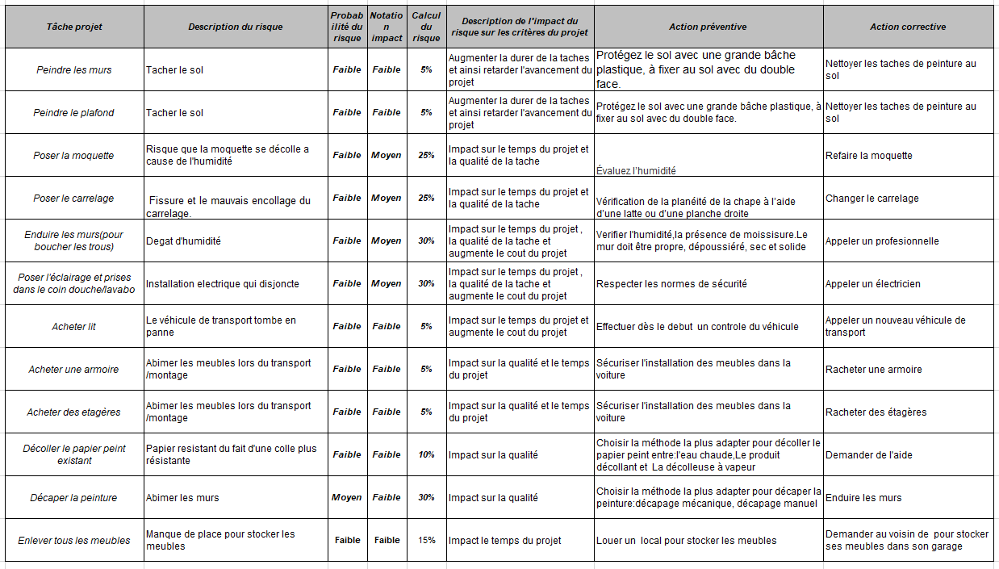 Tâche projet
Description du risque
Probab
ilité du
risque
Notatio
n
impact
Calcul
du
risque
Description de l'impact du
risque sur les critères du projet
Action préventive
Action corrective
Peindre les murs
Tacher le sol
Faible
Faible
5%
Augmenter la durer de la taches
et ainsi retarder l'avancement du
projet
Protégez le sol avec une grande bâche
plastique, à fixer au sol avec du double
face.
Nettoyer les taches de peinture au
sol
Peindre le plafond
Tacher le sol
Faible
Faible
5%
Augmenter la durer de la taches
et ainsi retarder l'avancement du
projet
Protégez le sol avec une grande bâche plastique, à
fixer au sol avec du double face.
Nettoyer les taches de peinture au
sol
Poser la moquette
Risque que la moquette se décolle a
cause de l'humidité
Faible
Moyen
25%
Impact sur le temps du projet et
la qualité de la tache
Évaluez l’humidité
Refaire la moquette
Poser le carrelage
Fissure et le mauvais encollage du
carrelage.
Faible
Moyen
25%
Impact sur le temps du projet et
la qualité de la tache
Vérification de la planéité de la chape à l’aide
d’une latte ou d’une planche droite
Changer le carrelage
Enduire les murs(pour
boucher les trous)
Degat d'humidité
Faible
Moyen
30%
Impact sur le temps du projet ,
la qualité de la tache et
augmente le cout du projet
Verifier l'humidité,la présence de moissisure.Le
mur doit être propre, dépoussiéré, sec et solide
Appeler un profesionnelle
Poser l'éclairage et prises
dans le coin douche/lavabo
Installation electrique qui disjoncte
Faible
Moyen
30%
Impact sur le temps du projet ,
la qualité de la tache et
augmente le cout du projet
Respecter les normes de sécurité
Appeler un électricien
Acheter lit
Le véhicule de transport tombe en
panne
Faible
Faible
5%
Impact sur le temps du projet et
augmente le cout du projet
Effectuer dès le debut un controle du véhicule
Appeler un nouveau véhicule de
transport
Acheter une armoire
Abimer les meubles lors du transport
/montage
Faible
Faible
5%
Impact sur la qualité et le temps
du projet
Sécuriser l'installation des meubles dans la
voiture
Racheter une armoire
Acheter des etagères
Abimer les meubles lors du transport
/montage
Faible
Faible
5%
Impact sur la qualité et le temps
du projet
Sécuriser l'installation des meubles dans la
voiture
Racheter des étagères
Décoller le papier peint
existant
Papier resistant du fait d'une colle plus
résistante
Faible
Faible
10%
Impact sur la qualité
Choisir la méthode la plus adapter pour décoller le
papier peint entre:l'eau chaude,Le produit
décollant et La décolleuse à vapeur
Demander de l'aide
Décaper la peinture
Abimer les murs
Moyen
Faible
30%
Impact sur la qualité
Choisir la méthode la plus adapter pour décaper la
peinture:décapage mécanique, décapage manuel
Enduire les murs
Enlever tous les meubles
Manque de place pour stocker les
meubles
Faible
Faible
15%
Impact le temps du projet
Louer un local pour stocker les meubles
Demander au voisin de pour stocker
ses meubles dans son garage